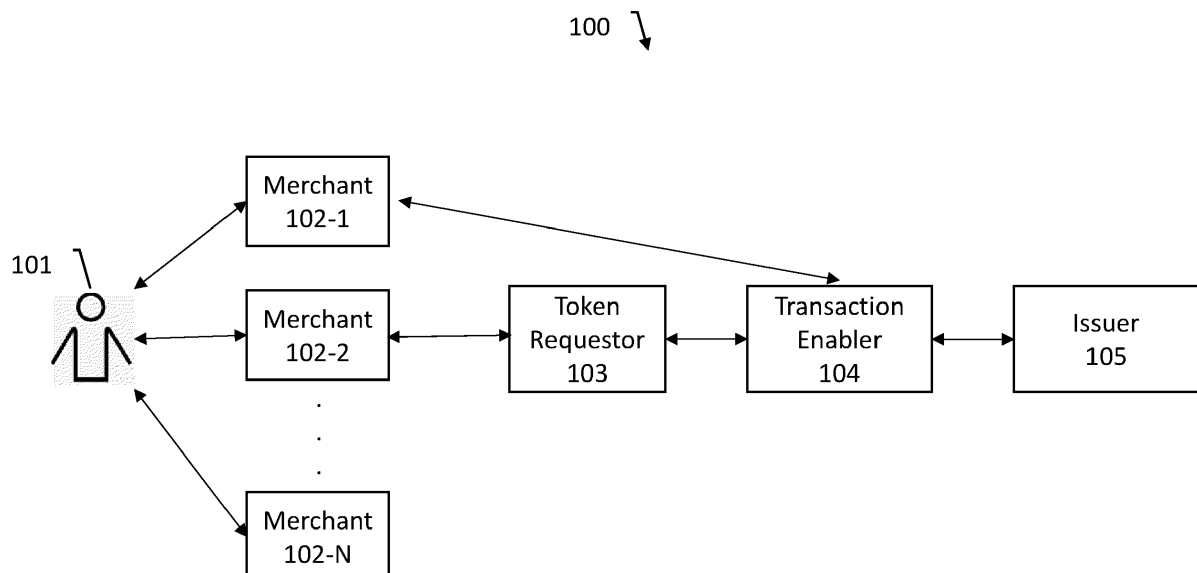 100
Merchant
102-1
101
Merchant
102-2
Token
Requestor
103
Transaction
Enabler
104
Issuer
105
Merchant
102-N